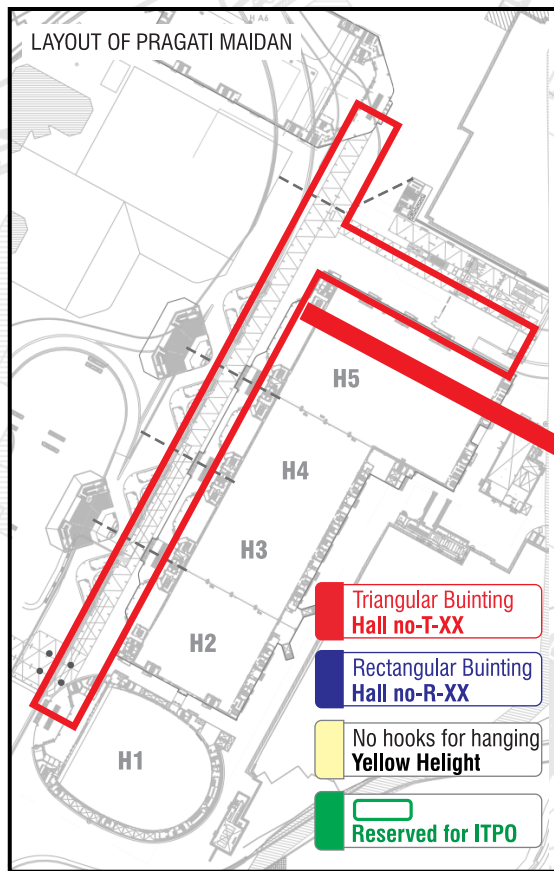 H A6
LAYOUT OF PRAGATI MAIDAN
H5
H4
H3
H2
H1
Triangular Buinting
Hall no-T-XX
Rectangular Buinting
Hall no-R-XX
No hooks for hanging
Yellow Helight
Reserved for ITPO